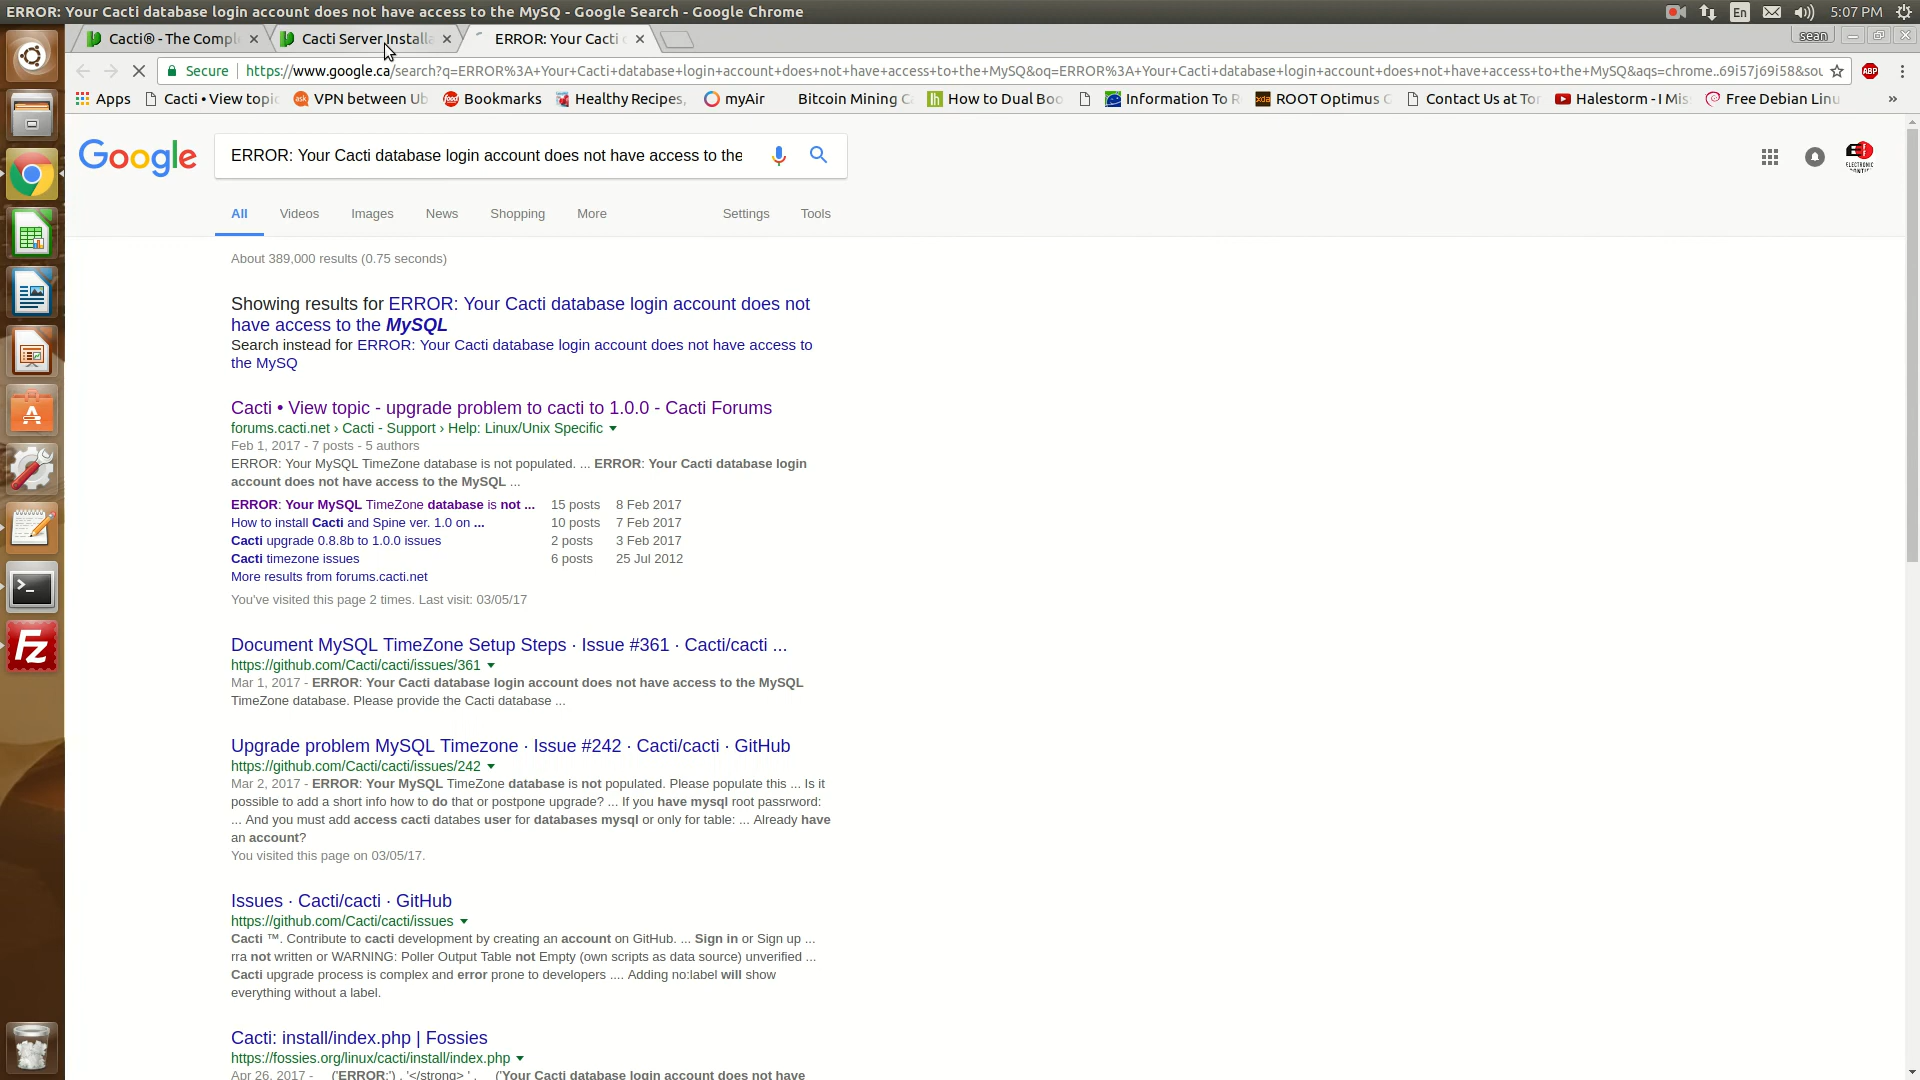 ERROR: Your Cacti database login account does not have access to the MySQ - Google Search - Google Chrome
En
5:07 PM
Cacti® - The Compl
Cacti Server Installa
ERROR: Your Cacti
sean
Secure
https://www.google.ca/search?q=ERROR%3A+Your+Cacti+database+login+account+does+not+have+access+to+the+MySQ&oq=ERROR%3A+Your+Cacti+database+login+account+does+not+have+access+to+the+MySQ&aqs=chrome..69i57j69i58&sou
ABP
Apps
Cacti • View topic
ask
VPN between Ub
food
Bookmarks
Healthy Recipes,
myAir
Bitcoin Mining C
How to Dual Boo
Information To R
xda
ROOT Optimus G
Contact Us at Tor
Halestorm - I Mis
Free Debian Linu
»
Google
ERROR: Your Cacti database login account does not have access to the
All
Videos
Images
News
Shopping
More
Settings
Tools
About 389,000 results (0.75 seconds)
Showing results for ERROR: Your Cacti database login account does not
have access to the MySQL
Search instead for ERROR: Your Cacti database login account does not have access to
the MySQ
Cacti • View topic - upgrade problem to cacti to 1.0.0 - Cacti Forums
forums.cacti.net › Cacti - Support › Help: Linux/Unix Specific
Feb 1, 2017 - 7 posts - 5 authors
ERROR: Your MySQL TimeZone database is not populated. ... ERROR: Your Cacti database login
account does not have access to the MySQL ...
ERROR: Your MySQL TimeZone database is not ... 15 posts 8 Feb 2017
How to install Cacti and Spine ver. 1.0 on ... 10 posts 7 Feb 2017
Cacti upgrade 0.8.8b to 1.0.0 issues 2 posts 3 Feb 2017
Cacti timezone issues 6 posts 25 Jul 2012
More results from forums.cacti.net
You've visited this page 2 times. Last visit: 03/05/17
Document MySQL TimeZone Setup Steps · Issue #361 · Cacti/cacti ...
https://github.com/Cacti/cacti/issues/361
Mar 1, 2017 - ERROR: Your Cacti database login account does not have access to the MySQL
TimeZone database. Please provide the Cacti database ...
Upgrade problem MySQL Timezone · Issue #242 · Cacti/cacti · GitHub
https://github.com/Cacti/cacti/issues/242
Mar 2, 2017 - ERROR: Your MySQL TimeZone database is not populated. Please populate this ... Is it
possible to add a short info how to do that or postpone upgrade? ... If you have mysql root passrword:
... And you must add access cacti databes user for databases mysql or only for table: ... Already have
an account?
You visited this page on 03/05/17.
Issues · Cacti/cacti · GitHub
https://github.com/Cacti/cacti/issues
Cacti ™. Contribute to cacti development by creating an account on GitHub. ... Sign in or Sign up ...
rra not written or WARNING: Poller Output Table not Empty (own scripts as data source) unverified ...
Cacti upgrade process is complex and error prone to developers .... Adding no:label will show
everything without a label.
Cacti: install/index.php | Fossies
https://fossies.org/linux/cacti/install/index.php
Apr 26, 2017 - ('ERROR:') . '</strong> ' . ('Your Cacti database login account does not have